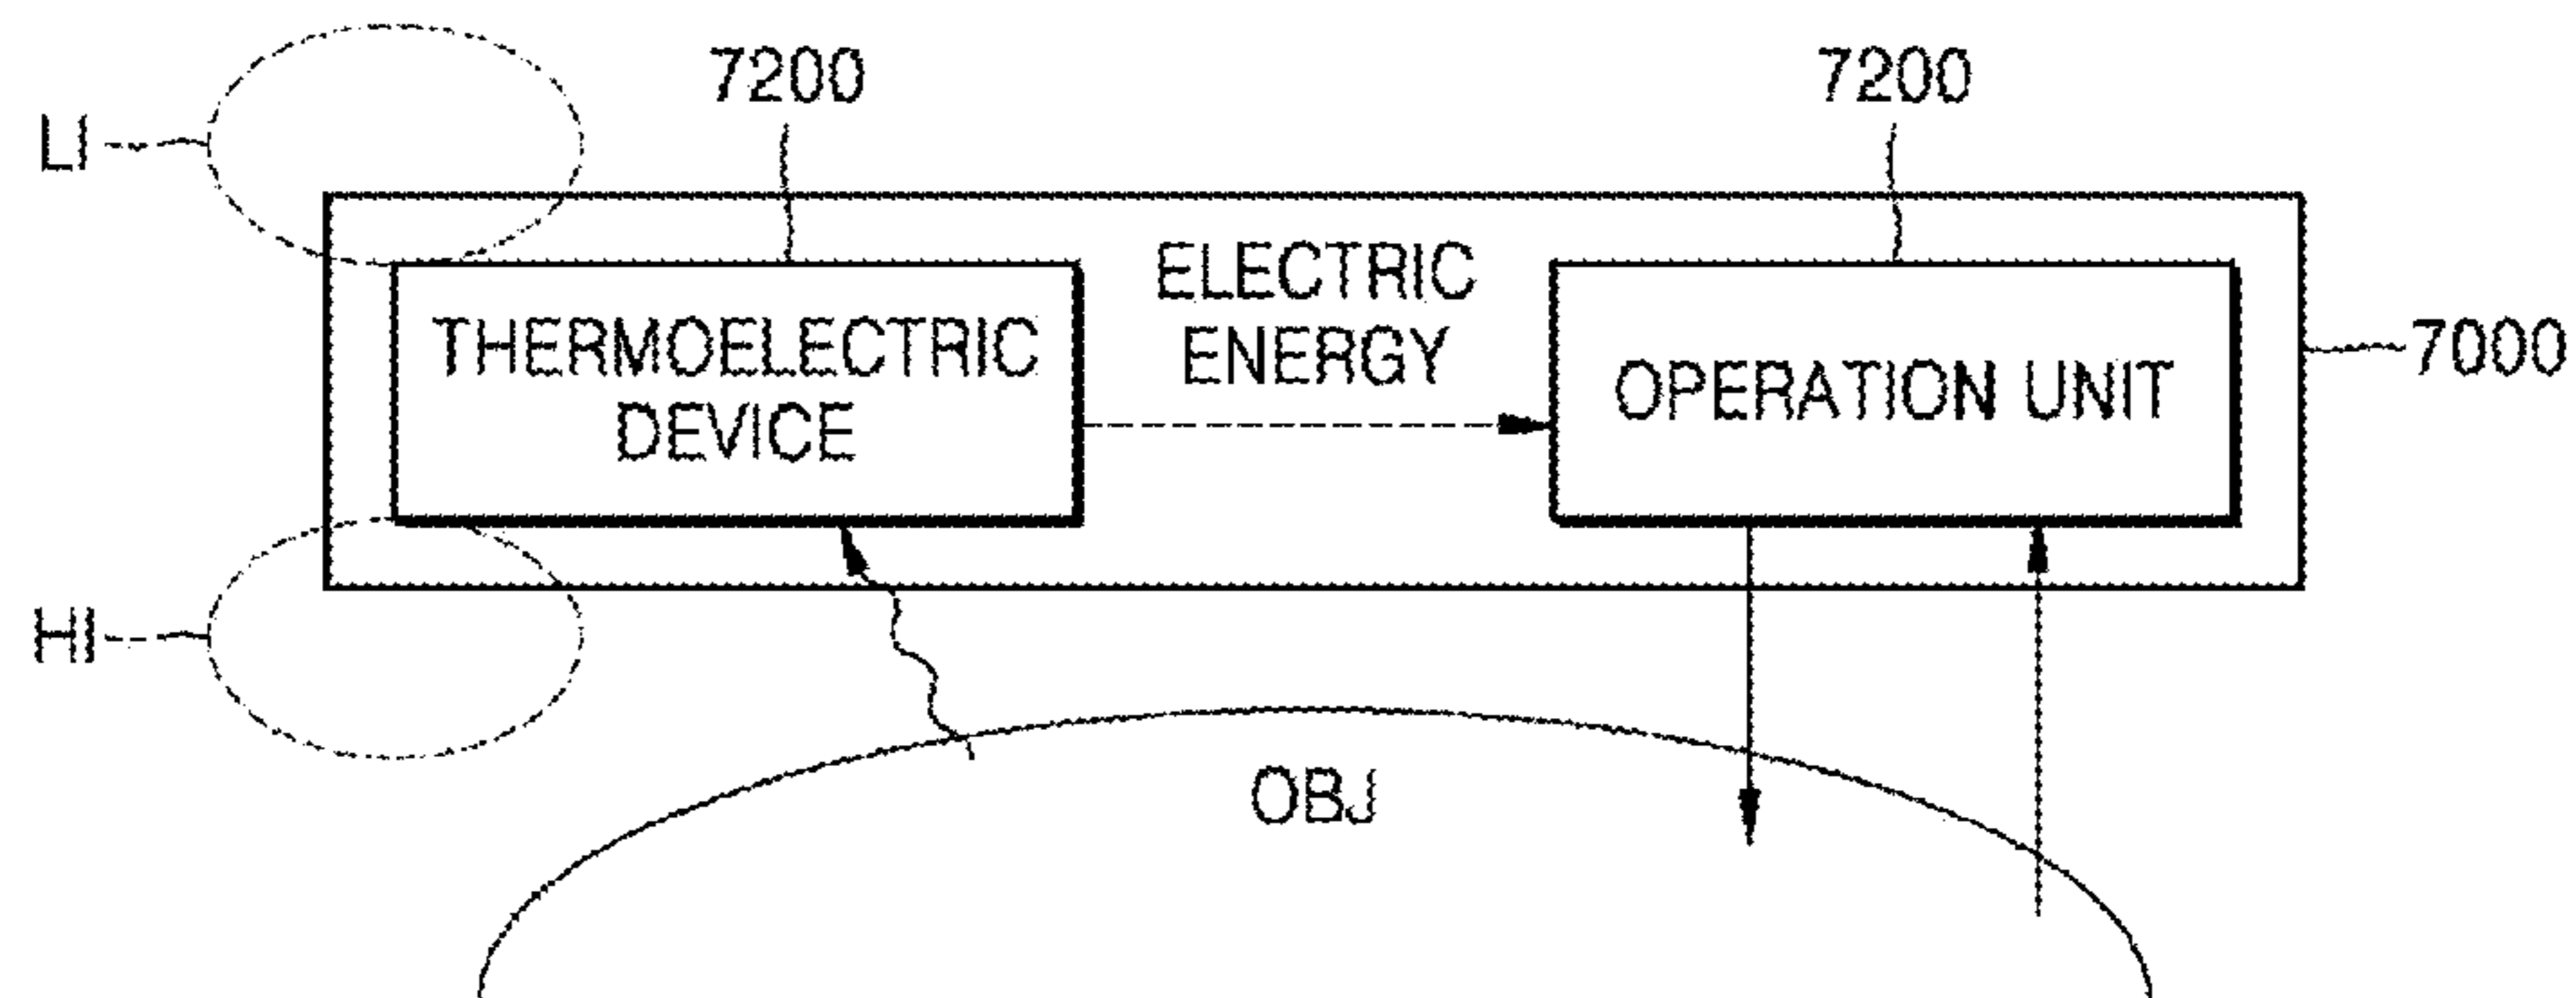 7200
7200
LI
ELECTRIC
ENERGY
THERMOELECTRIC
DEVICE
OPERATION UNIT
7000
HI
OBJ